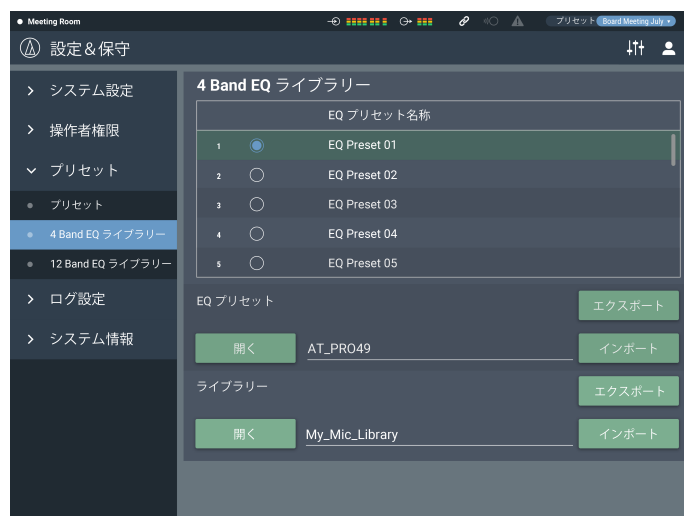 Meeting Room
プリセット Board Meeting July
設定＆保守
システム設定
操作者権限
プリセット
プリセット
4 Band EQ ライブラリー
12 Band EQ ライブラリー
ログ設定
システム情報
4 Band EQ ライブラリー
EQ プリセット名称
1 EQ Preset 01
2 EQ Preset 02
3 EQ Preset 03
4 EQ Preset 04
5 EQ Preset 05
EQ プリセット
エクスポート
開く AT_PRO49 インポート
ライブラリー
エクスポート
開く My_Mic_Library インポート